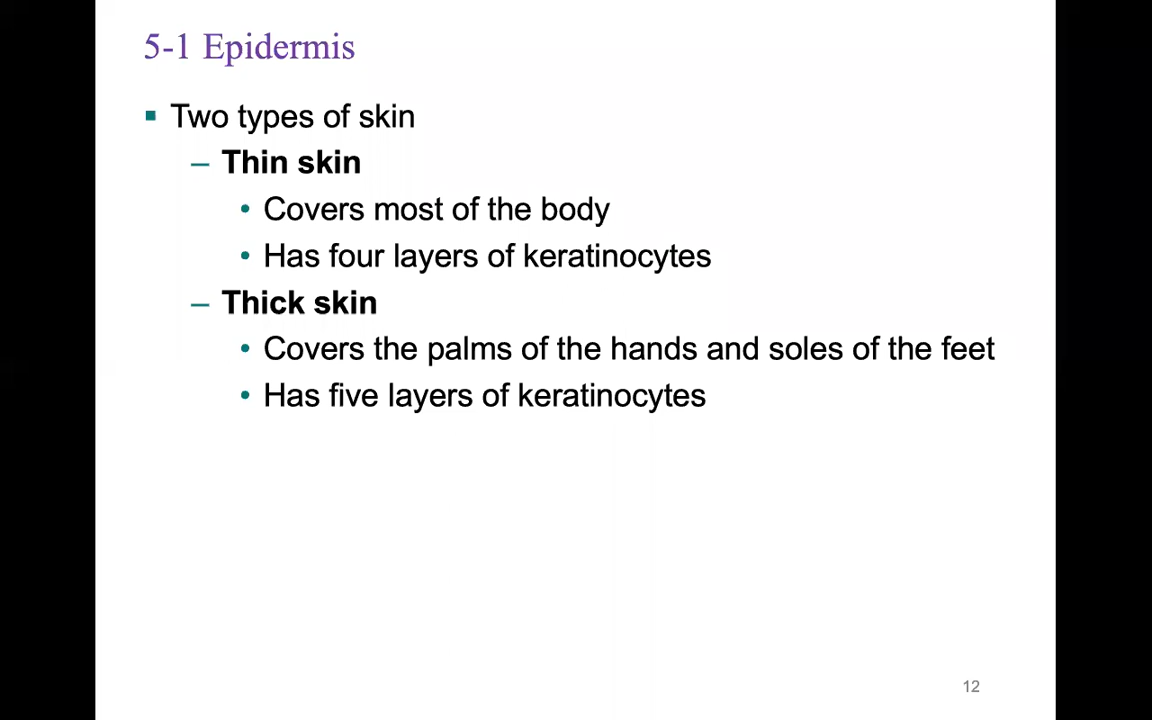 5-1 Epidermis
▪ Two types of skin
– Thin skin
• Covers most of the body
• Has four layers of keratinocytes
– Thick skin
• Covers the palms of the hands and soles of the feet
• Has five layers of keratinocytes
12